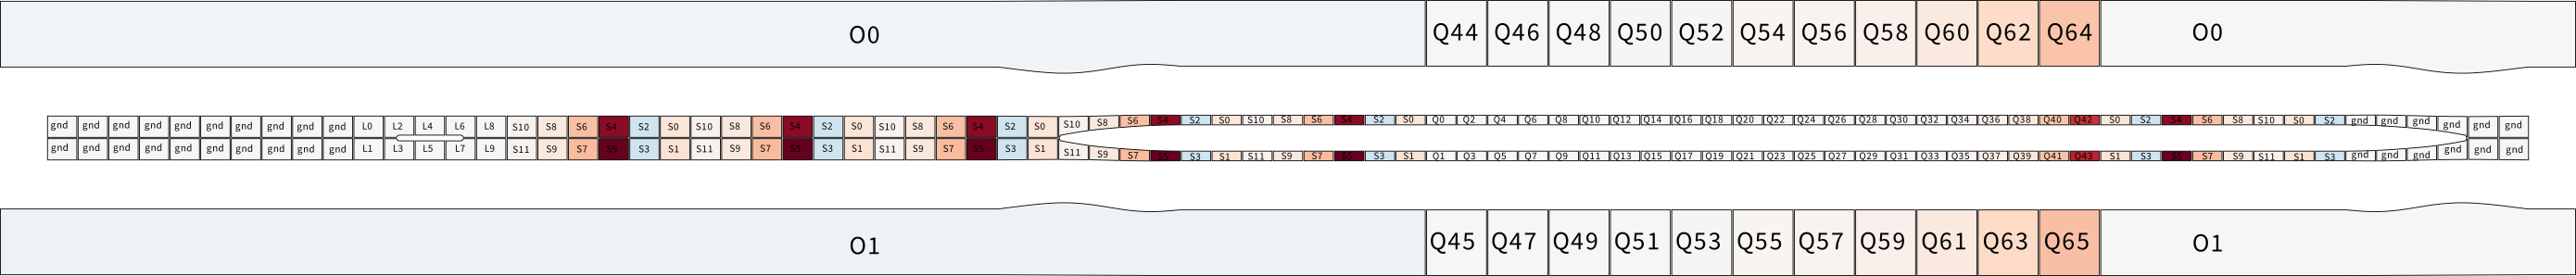 O0 Q44 Q46 Q48 Q50 Q52 Q54 Q56 Q58 Q60 Q62 Q64 O0
gnd gnd gnd gnd gnd gnd gnd gnd gnd gnd L0 L2 L4 L6 L8 S10 S8 S6 S4 S2 S0 S10 S8 S6 S4 S2 S0 S10 S8 S6 S4 S2 S0 S10 S8 S6 S4 S2 S0 S10 S8 S6 S4 S2 S0 Q0 Q2 Q4 Q6 Q8 Q10 Q12 Q14 Q16 Q18 Q20 Q22 Q24 Q26 Q28 Q30 Q32 Q34 Q36 Q38 Q40 Q42 S0 S2 S4 S6 S8 S10 S0 S2 gnd gnd gnd gnd gnd gnd
gnd gnd gnd gnd gnd gnd gnd gnd gnd gnd L1 L3 L5 L7 L9 S11 S9 S7 S5 S3 S1 S11 S9 S7 S5 S3 S1 S11 S9 S7 S5 S3 S1 S11 S9 S7 S5 S3 S1 S11 S9 S7 S5 S3 S1 Q1 Q3 Q5 Q7 Q9 Q11 Q13 Q15 Q17 Q19 Q21 Q23 Q25 Q27 Q29 Q31 Q33 Q35 Q37 Q39 Q41 Q43 S1 S3 S5 S7 S9 S11 S1 S3 gnd gnd gnd gnd gnd gnd
O1 Q45 Q47 Q49 Q51 Q53 Q55 Q57 Q59 Q61 Q63 Q65 O1